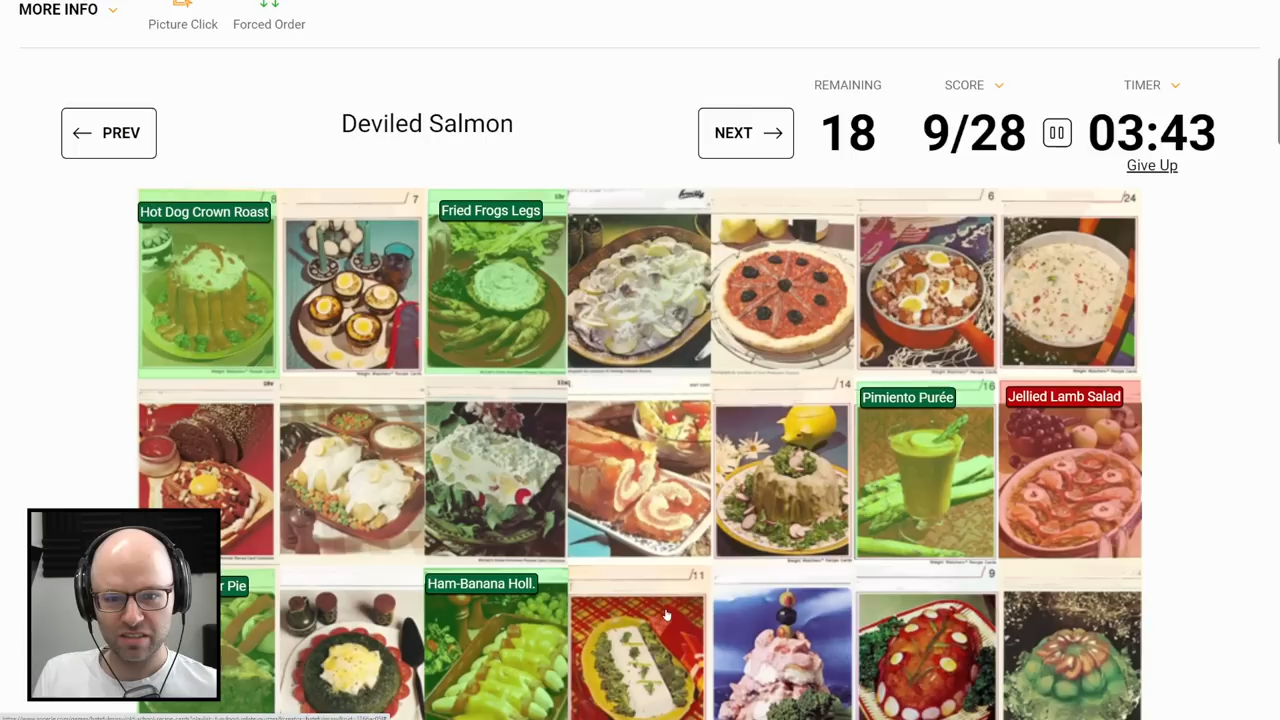 MORE INFO
Picture Click
Forced Order
PREV
Deviled Salmon
NEXT
REMAINING
18
SCORE
9/28
TIMER
03:43
Give Up
Hot Dog Crown Roast
8
7
Fried Frogs Legs
6
/24
/14
Pimiento Purée
/16
Jellied Lamb Salad
r Pie
Ham-Banana Holl.
/11
9